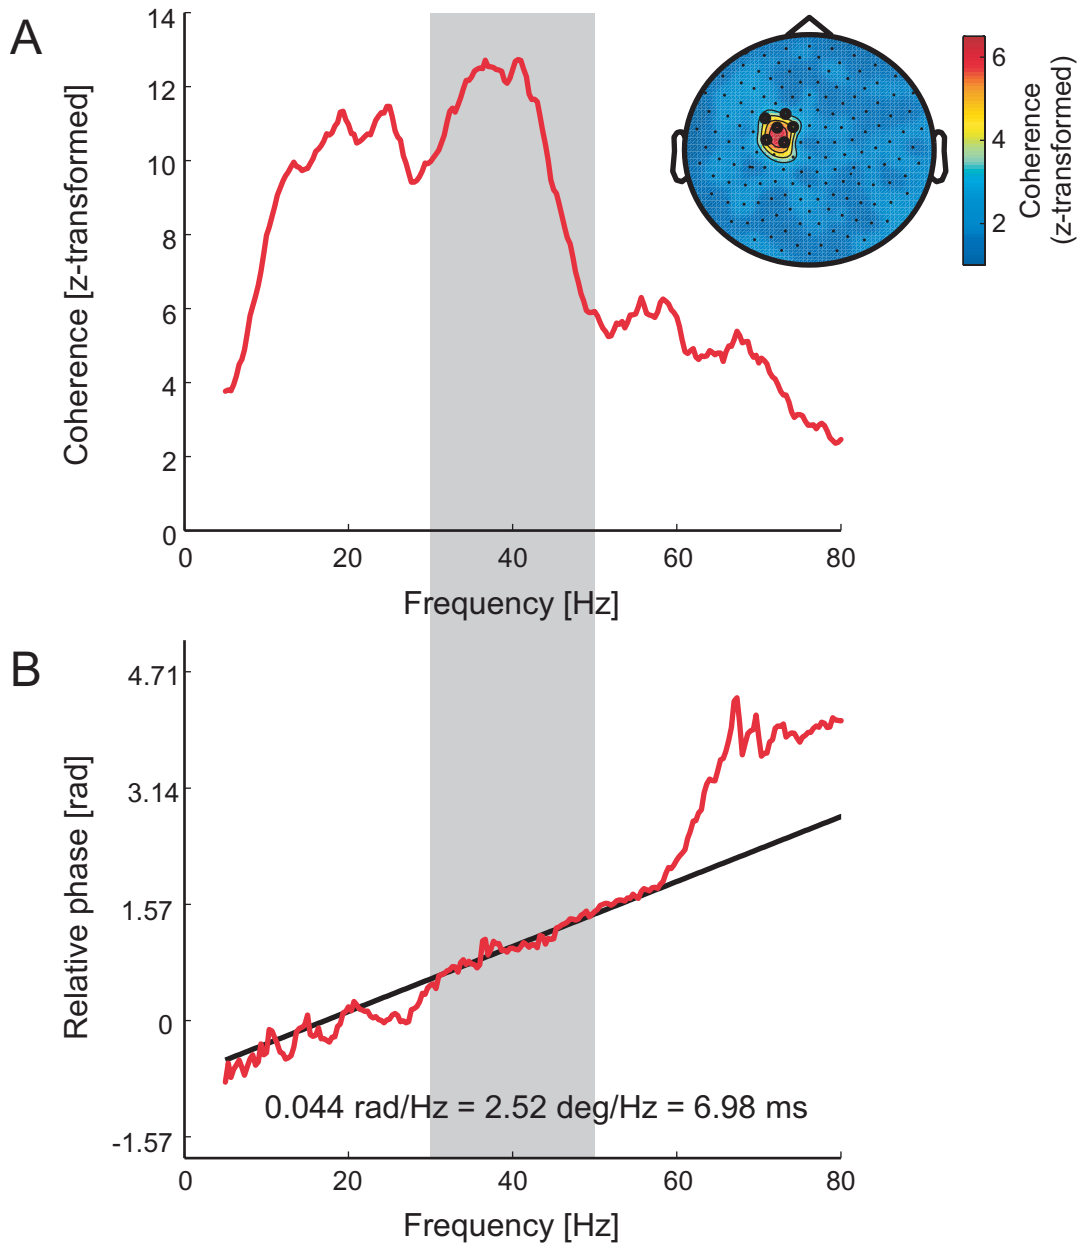 A
14
12
10
8
6
4
2
0
Coherence [z-transformed]
0 20 40 60 80
Frequency [Hz]
6
4
2
Coherence
(z-transformed)
B
4.71
3.14
1.57
0
-1.57
Relative phase [rad]
0.044 rad/Hz = 2.52 deg/Hz = 6.98 ms
0 20 40 60 80
Frequency [Hz]